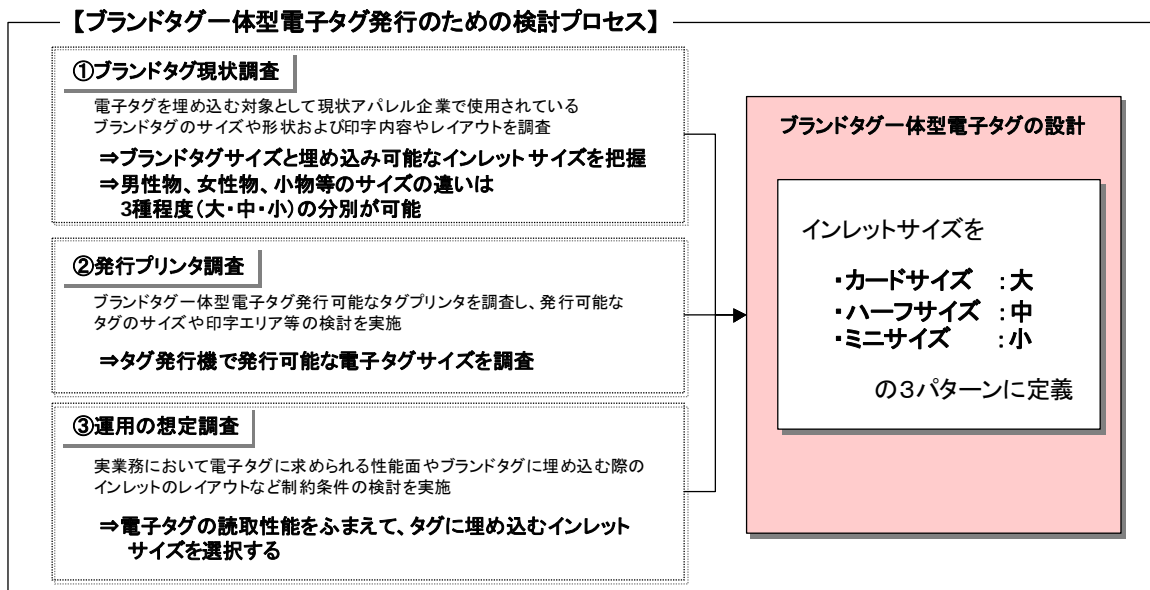 【ブランドタグ一体型電子タグ発行のための検討プロセス】
①ブランドタグ現状調査
電子タグを埋め込む対象として現状アパレル企業で使用されている
ブランドタグのサイズや形状および印字内容やレイアウトを調査
⇒ブランドタグサイズと埋め込み可能なインレットサイズを把握
⇒男性物、女性物、小物等のサイズの違いは
3種程度（大・中・小）の分別が可能
②発行プリンタ調査
ブランドタグ一体型電子タグ発行可能なタグプリンタを調査し、発行可能な
タグのサイズや印字エリア等の検討を実施
⇒タグ発行機で発行可能な電子タグサイズを調査
③運用の想定調査
実業務において電子タグに求められる性能面やブランドタグに埋め込む際の
インレットのレイアウトなど制約条件の検討を実施
⇒電子タグの読取性能をふまえて、タグに埋め込むインレット
サイズを選択する
ブランドタグ一体型電子タグの設計
インレットサイズを
・カードサイズ ：大
・ハーフサイズ ：中
・ミニサイズ ：小
の３パターンに定義